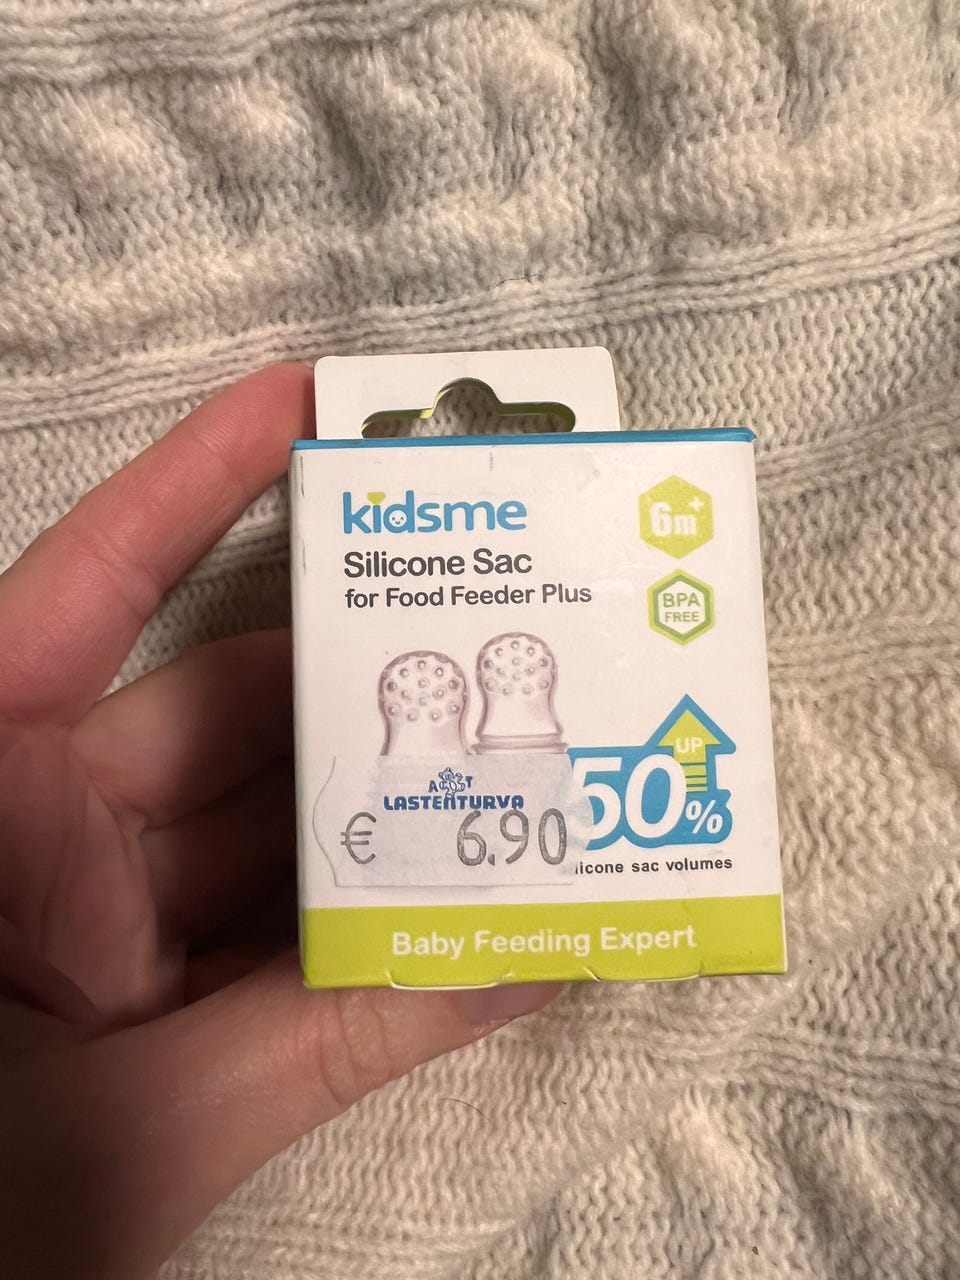 kidsme
6m+
Silicone Sac
for Food Feeder Plus
BPA
FREE
UP
50%
LASTENTURVA
€ 6.90
sac volumes
Baby Feeding Expert